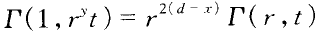 Γ(1,r^y t) = r^{2(d-x)} Γ(r,t)